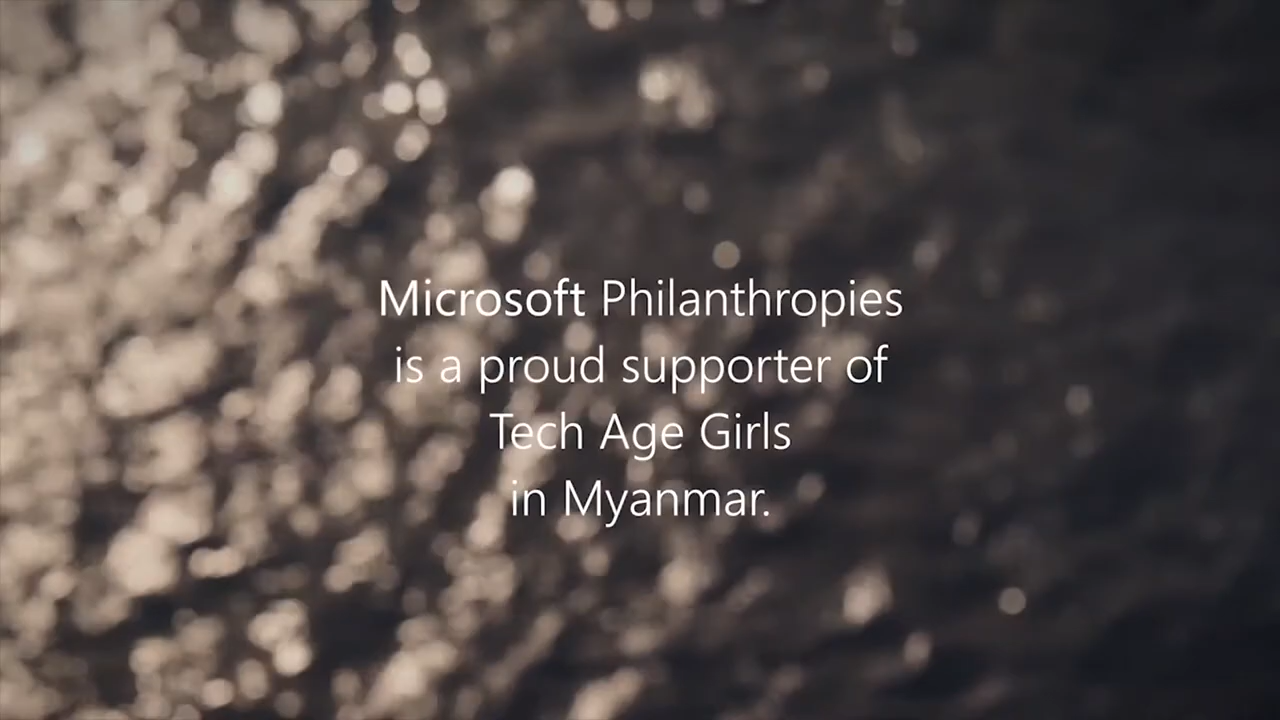 Microsoft Philanthropies
is a proud supporter of
Tech Age Girls
in Myanmar.